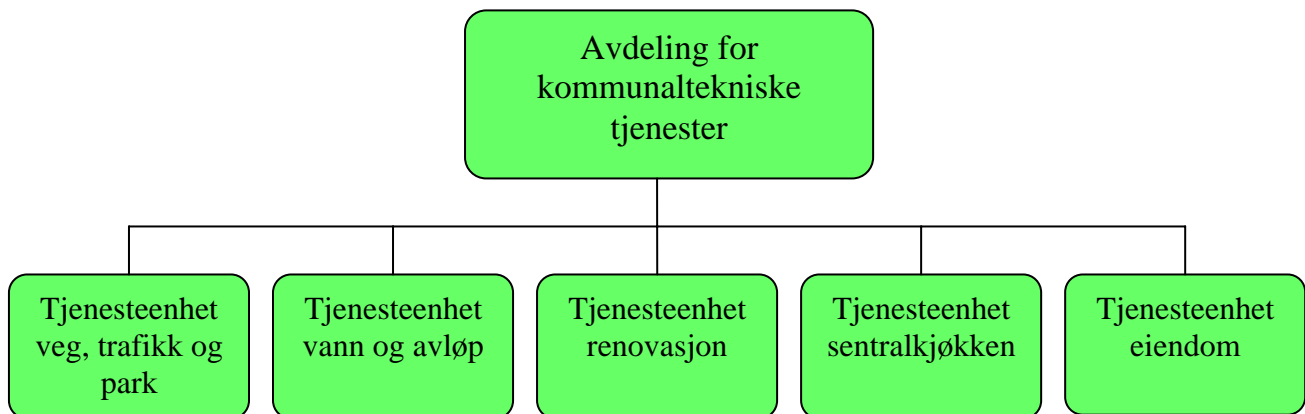 Avdeling for
kommunaltekniske
tjenester
Tjenesteenhet
veg, trafikk og
park
Tjenesteenhet
vann og avløp
Tjenesteenhet
renovasjon
Tjenesteenhet
sentralkjøkken
Tjenesteenhet
eiendom